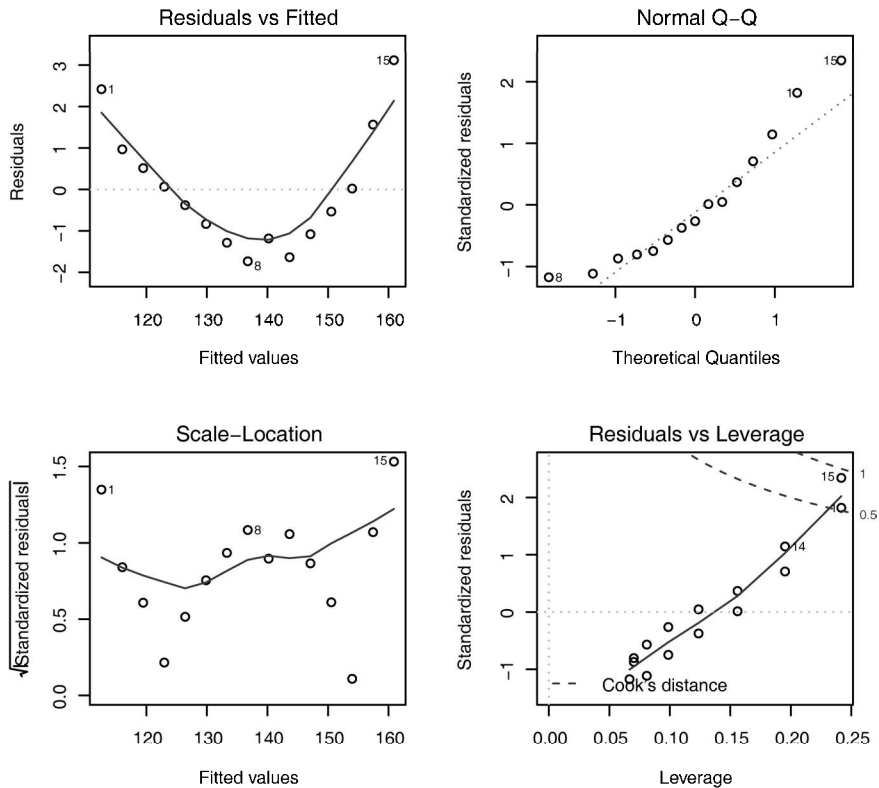 Residuals vs Fitted
Residuals
3
2
1
0
−1
−2
15
1
8
120 130 140 150 160
Fitted values
Normal Q−Q
Standardized residuals
2
1
0
−1
15
1
8
−1 0 1
Theoretical Quantiles
Scale−Location
√|Standardized residuals|
1.5
1.0
0.5
0.0
15
1
8
120 130 140 150 160
Fitted values
Residuals vs Leverage
Standardized residuals
2
1
0
−1
1
0.5
15
1
14
Cook's distance
0.00 0.05 0.10 0.15 0.20 0.25
Leverage